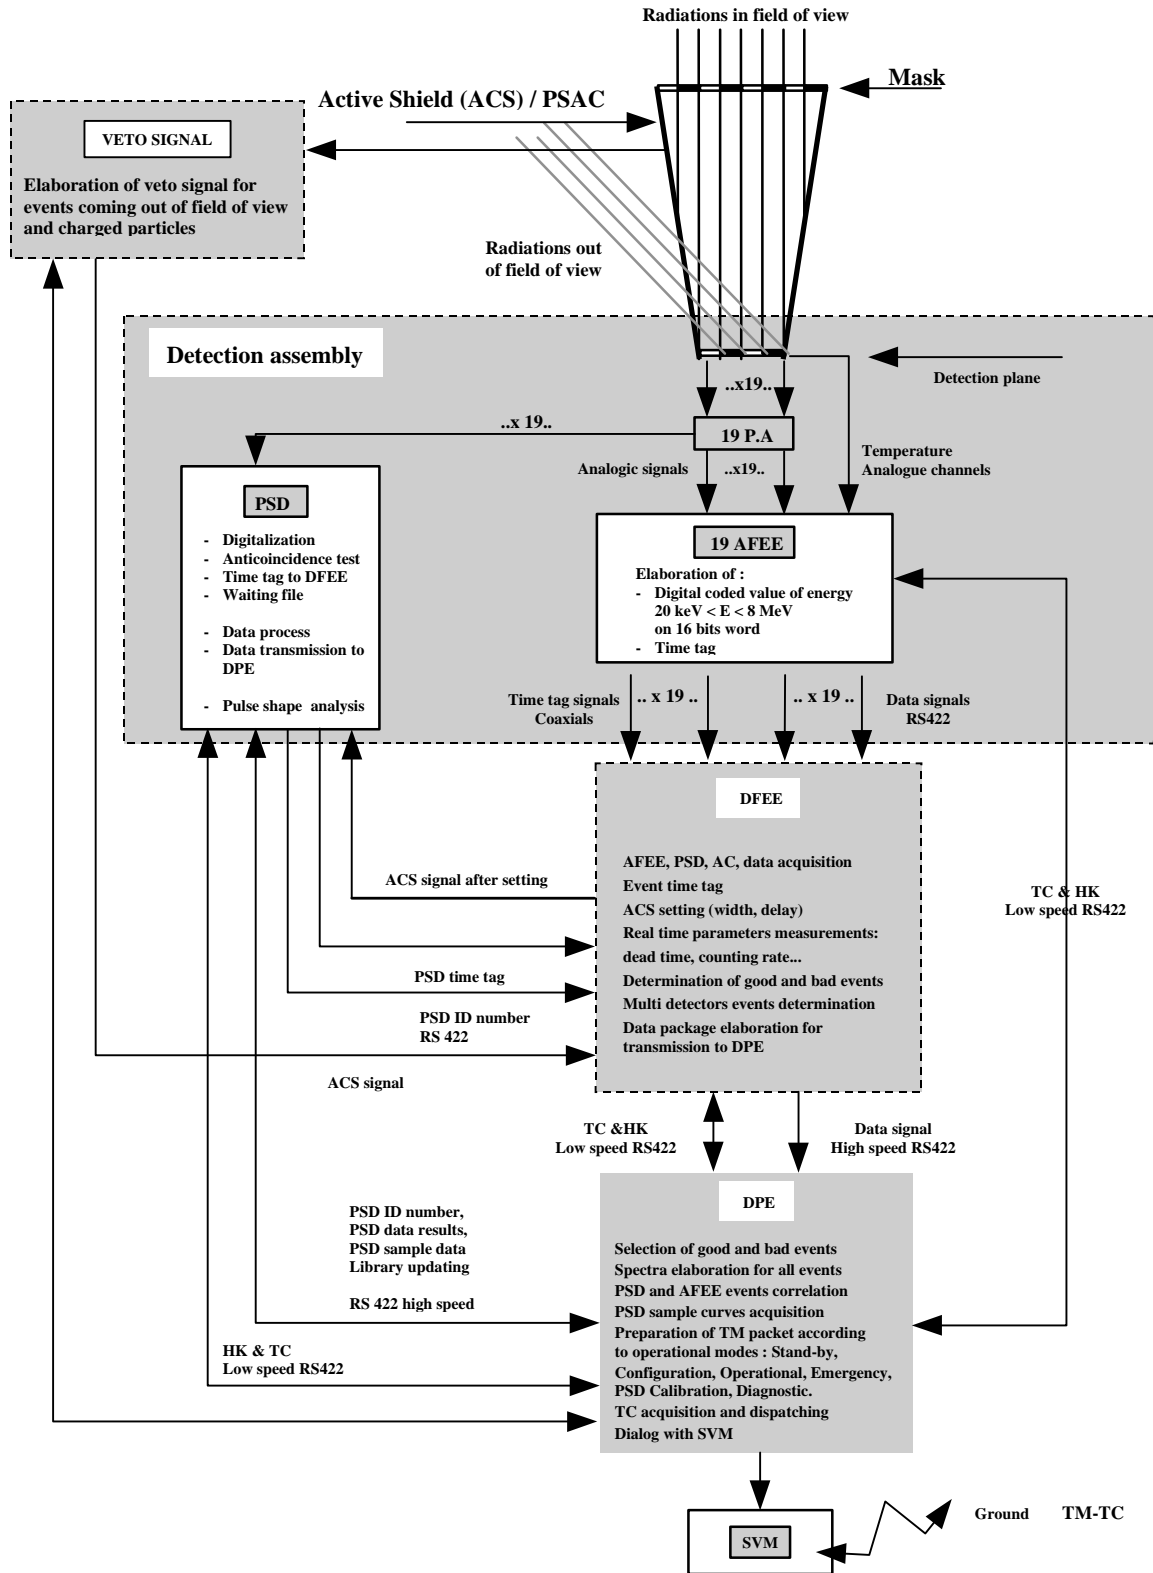 Radiations in field of view
Mask
Active Shield (ACS) / PSAC
VETO SIGNAL
Elaboration of veto signal for
events coming out of field of view
and charged particles
Radiations out
of field of view
Detection assembly
Detection plane
..x19..
..x 19..
19 P.A
Analogic signals
..x19..
Temperature
Analogue channels
PSD
- Digitalization
- Anticoincidence test
- Time tag to DFEE
- Waiting file
- Data process
- Data transmission to
DPE
- Pulse shape analysis
19 AFEE
Elaboration of :
- Digital coded value of energy
20 keV < E < 8 MeV
on 16 bits word
- Time tag
Time tag signals
Coaxials
.. x 19 ..
.. x 19 ..
Data signals
RS422
DFEE
AFEE, PSD, AC, data acquisition
Event time tag
ACS setting (width, delay)
Real time parameters measurements:
dead time, counting rate...
Determination of good and bad events
Multi detectors events determination
Data package elaboration for
transmission to DPE
ACS signal after setting
PSD time tag
PSD ID number
RS 422
ACS signal
TC & HK
Low speed RS422
TC &HK
Low speed RS422
Data signal
High speed RS422
PSD ID number,
PSD data results,
PSD sample data
Library updating
RS 422 high speed
HK & TC
Low speed RS422
DPE
Selection of good and bad events
Spectra elaboration for all events
PSD and AFEE events correlation
PSD sample curves acquisition
Preparation of TM packet according
to operational modes : Stand-by,
Configuration, Operational, Emergency,
PSD Calibration, Diagnostic.
TC acquisition and dispatching
Dialog with SVM
SVM
Ground TM-TC